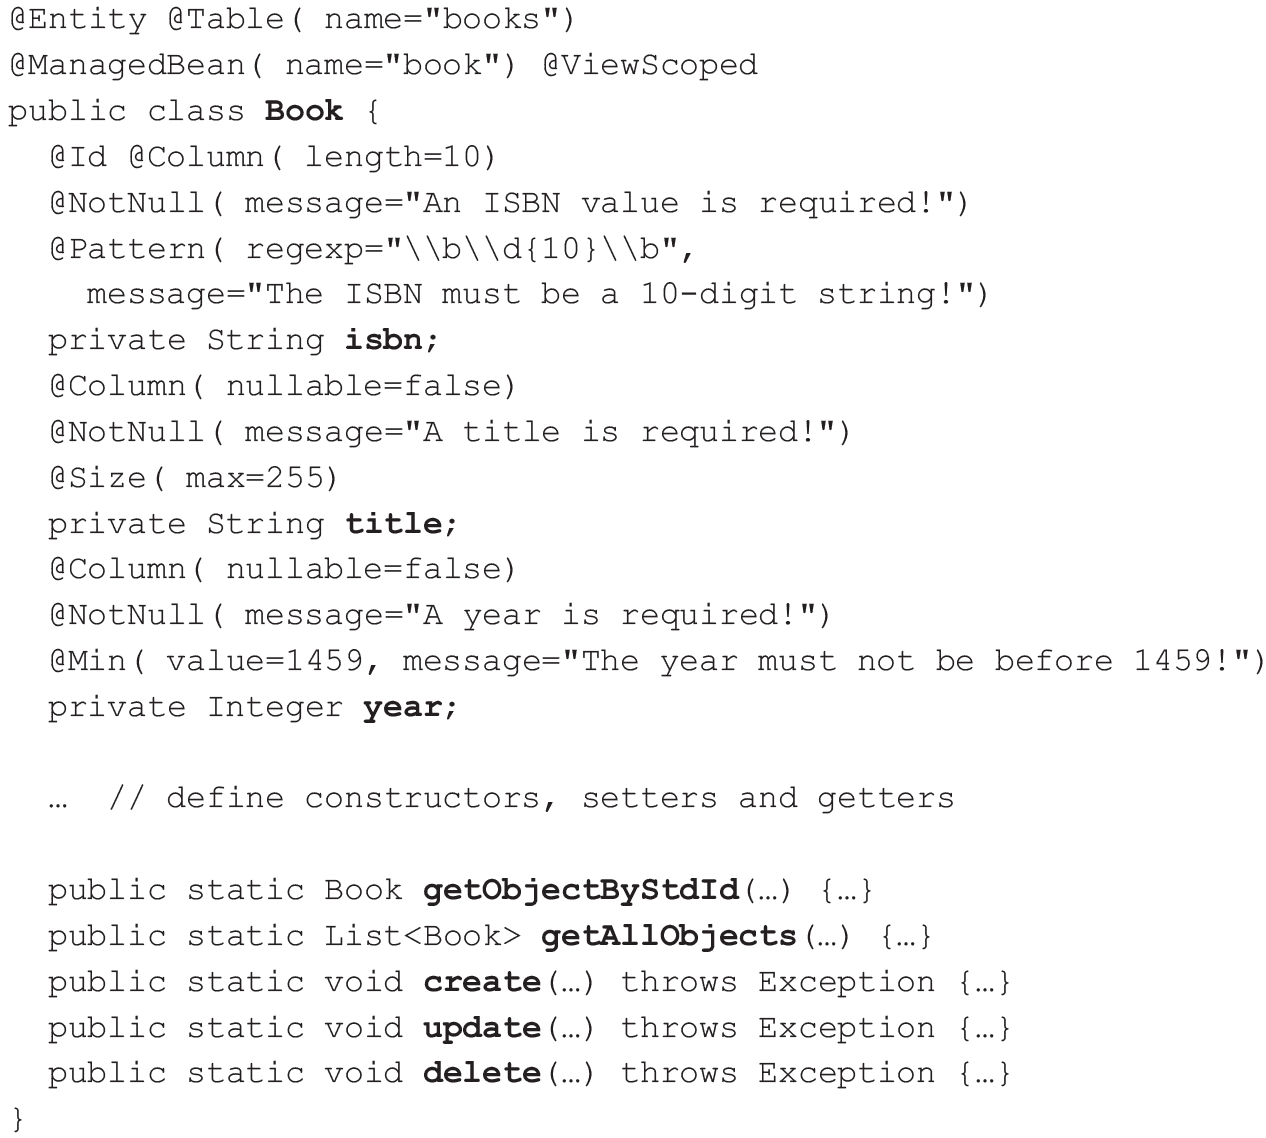 @Entity @Table( name="books")
@ManagedBean( name="book") @ViewScoped
public class Book {
  @Id @Column( length=10)
  @NotNull( message="An ISBN value is required!")
  @Pattern( regexp="\\b\\d{10}\\b",
    message="The ISBN must be a 10-digit string!")
  private String isbn;
  @Column( nullable=false)
  @NotNull( message="A title is required!")
  @Size( max=255)
  private String title;
  @Column( nullable=false)
  @NotNull( message="A year is required!")
  @Min( value=1459, message="The year must not be before 1459!")
  private Integer year;

  …  // define constructors, setters and getters

  public static Book getObjectByStdId(…) {…}
  public static List<Book> getAllObjects(…) {…}
  public static void create(…) throws Exception {…}
  public static void update(…) throws Exception {…}
  public static void delete(…) throws Exception {…}
}